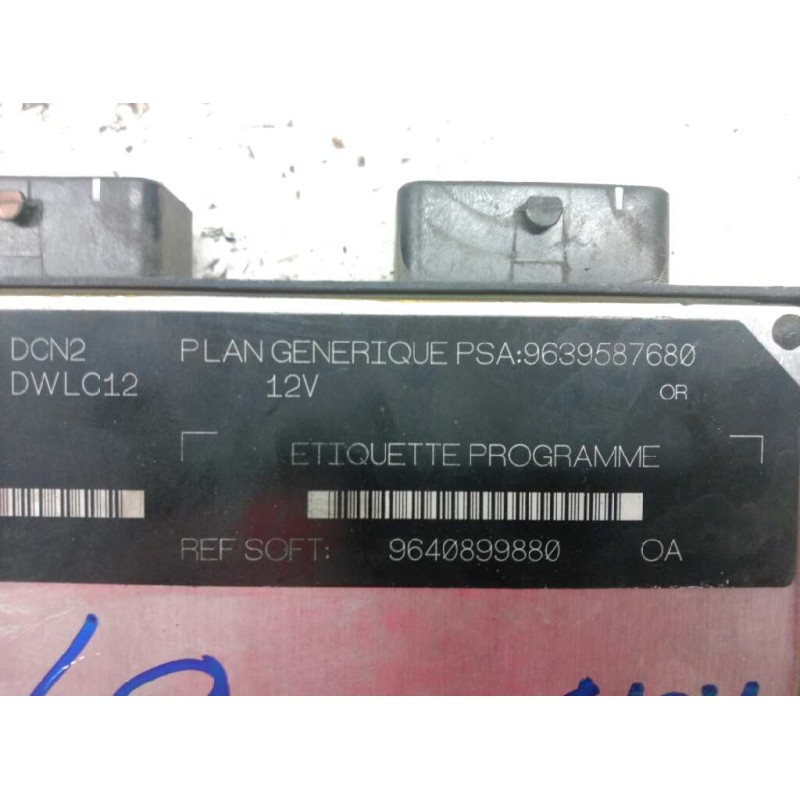 DCN2 PLAN GENERIQUE PSA:9639587680
DWLC12 12V OR
ETIQUETTE PROGRAMME
REF SOFT: 9640899880 OA